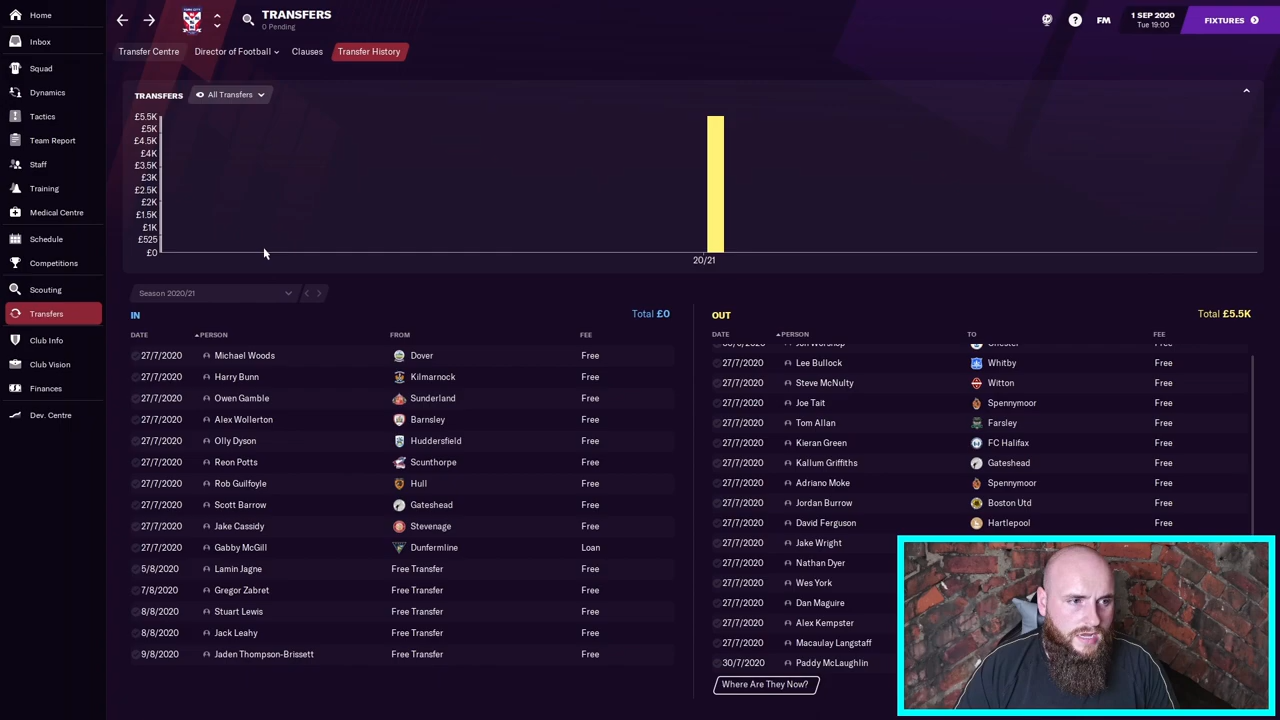 Home
Inbox
Squad
Dynamics
Tactics
Team Report
Staff
Training
Medical Centre
Schedule
Competitions
Scouting
Transfers
Club Info
Club Vision
Finances
Dev. Centre
TRANSFERS
0 Pending
? FM 1 SEP 2020
Tue 19:00
FIXTURES
Transfer Centre Director of Football Clauses Transfer History
TRANSFERS All Transfers
£5.5K
£5K
£4.5K
£4K
£3.5K
£3K
£2.5K
£2K
£1.5K
£1K
£525
£0
20/21
Season 2020/21
IN Total £0
DATE PERSON FROM FEE
27/7/2020 Michael Woods Dover Free
27/7/2020 Harry Bunn Kilmarnock Free
27/7/2020 Owen Gamble Sunderland Free
27/7/2020 Alex Wollerton Barnsley Free
27/7/2020 Olly Dyson Huddersfield Free
27/7/2020 Reon Potts Scunthorpe Free
27/7/2020 Rob Guilfoyle Hull Free
27/7/2020 Scott Barrow Gateshead Free
27/7/2020 Jake Cassidy Stevenage Free
27/7/2020 Gabby McGill Dunfermline Loan
5/8/2020 Lamin Jagne Free Transfer Free
7/8/2020 Gregor Zabret Free Transfer Free
8/8/2020 Stuart Lewis Free Transfer Free
8/8/2020 Jack Leahy Free Transfer Free
9/8/2020 Jaden Thompson-Brissett Free Transfer Free
OUT Total £5.5K
DATE PERSON TO FEE
27/7/2020 Lee Bullock Whitby Free
27/7/2020 Steve McNulty Witton Free
27/7/2020 Joe Tait Spennymoor Free
27/7/2020 Tom Allan Farsley Free
27/7/2020 Kieran Green FC Halifax Free
27/7/2020 Kallum Griffiths Gateshead Free
27/7/2020 Adriano Moke Spennymoor Free
27/7/2020 Jordan Burrow Boston Utd Free
27/7/2020 David Ferguson Hartlepool Free
27/7/2020 Jake Wright
27/7/2020 Nathan Dyer
27/7/2020 Wes York
27/7/2020 Dan Maguire
27/7/2020 Alex Kempster
27/7/2020 Macaulay Langstaff
30/7/2020 Paddy McLaughlin
Where Are They Now?